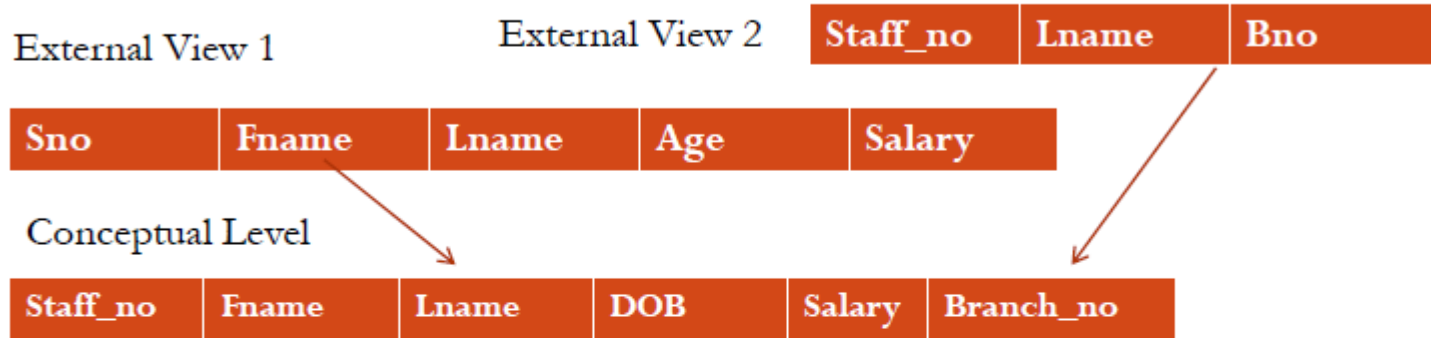 External View 1
External View 2
Staff_no Lname Bno
Sno Fname Lname Age Salary
Conceptual Level
Staff_no Fname Lname DOB Salary Branch_no